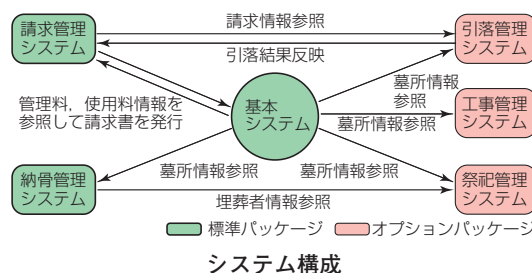 請求管理
システム
請求情報参照
引落結果反映
引落管理
システム
管理料，使用料情報を
参照して請求書を発行
基本
システム
墓所情報
参照
墓所情報参照
工事管理
システム
納骨管理
システム
墓所情報参照
墓所情報参照
埋葬者情報参照
祭祀管理
システム
標準パッケージ
オプションパッケージ
システム構成